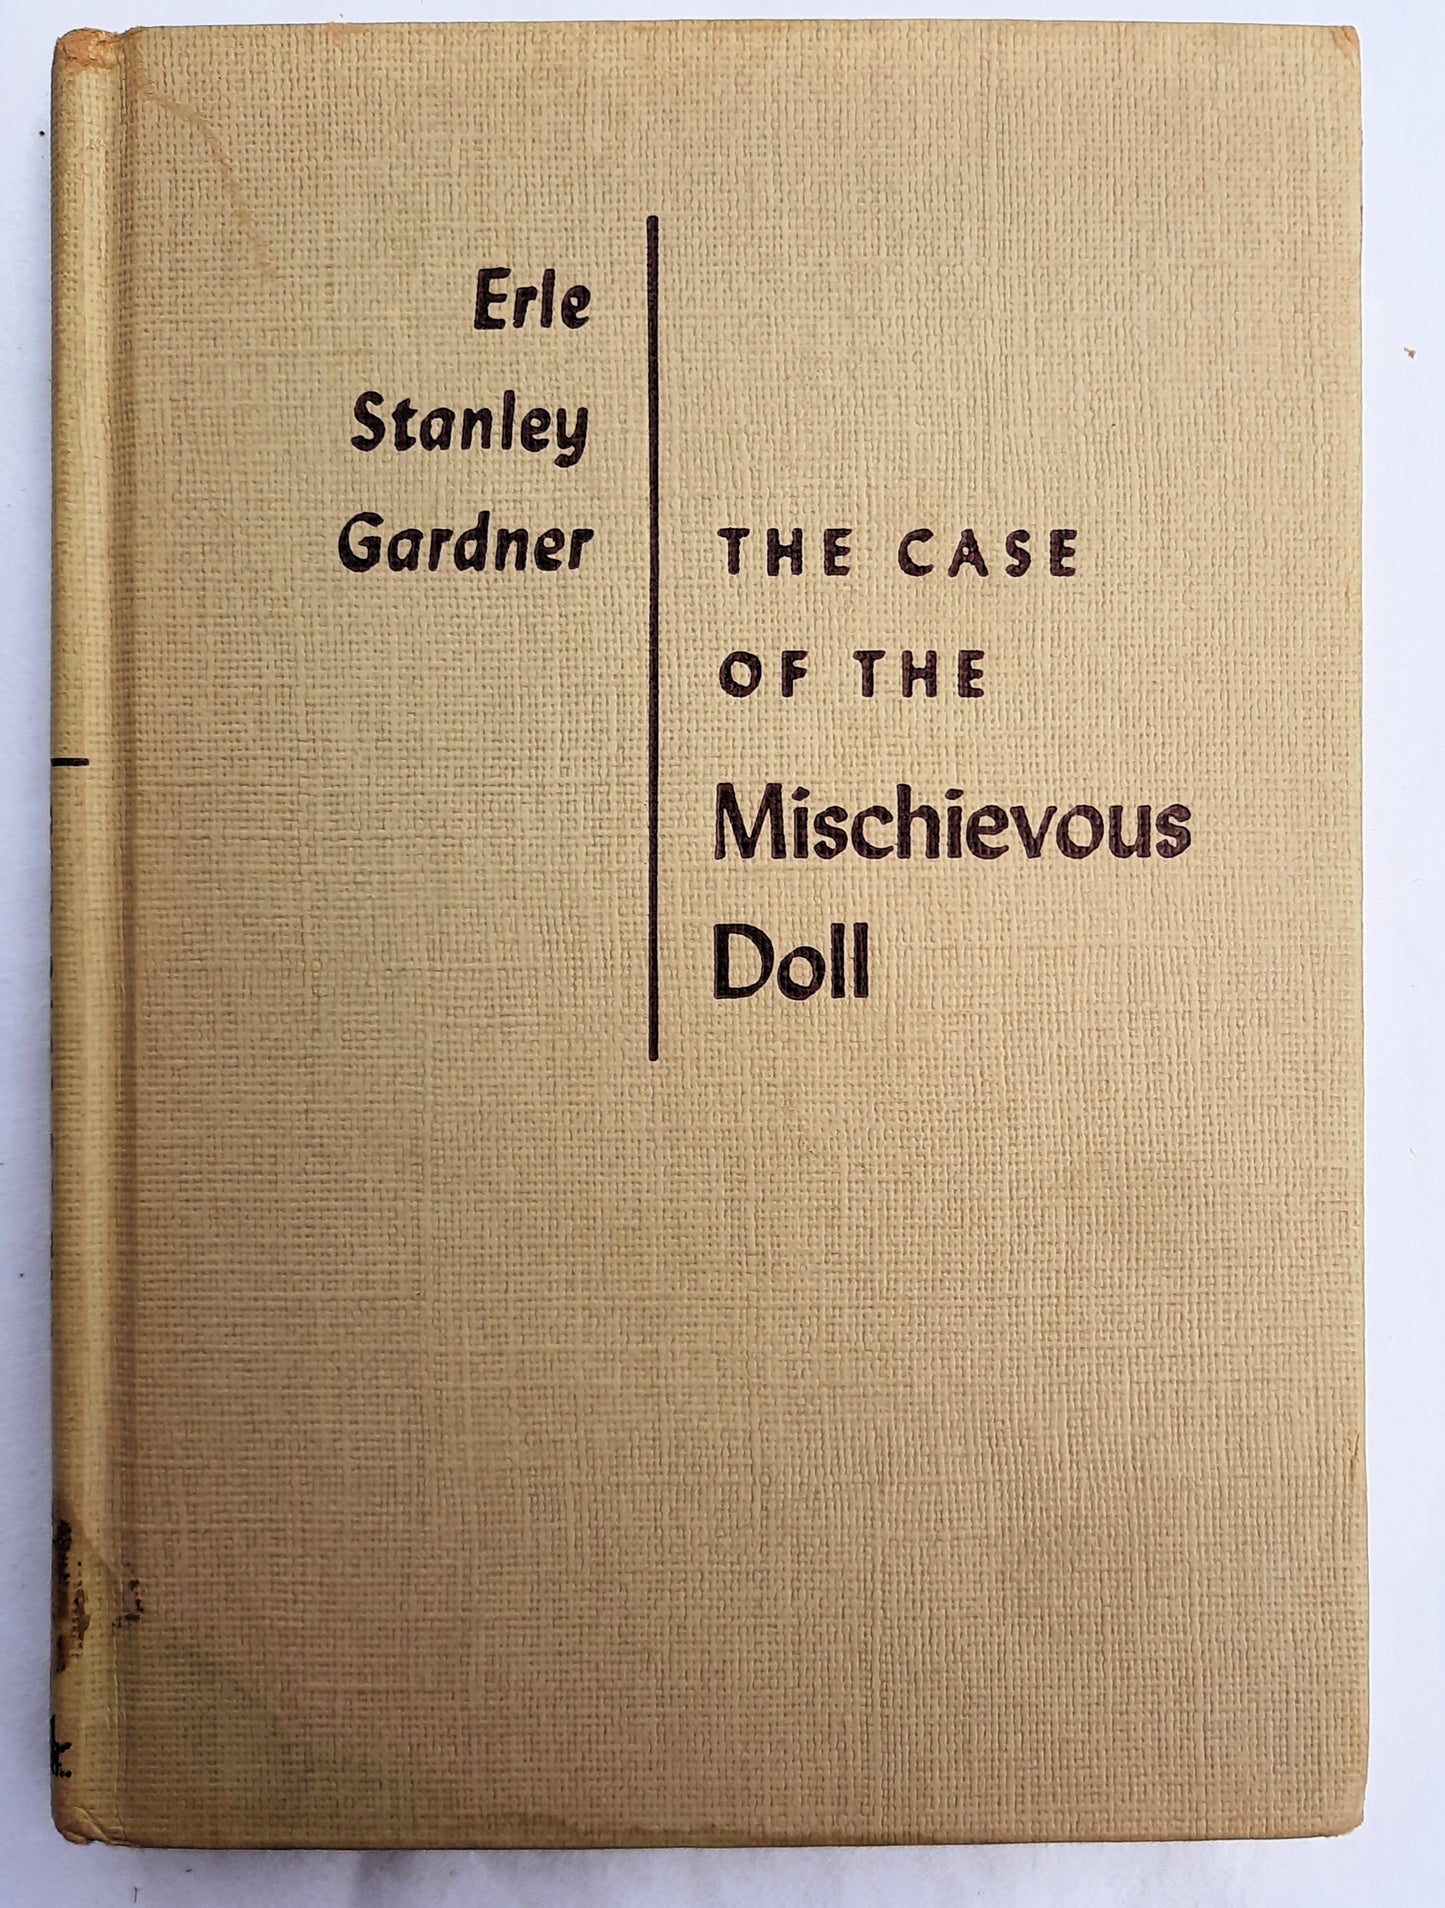 Erle
Stanley
Gardner
THE CASE
OF THE
Mischievous
Doll